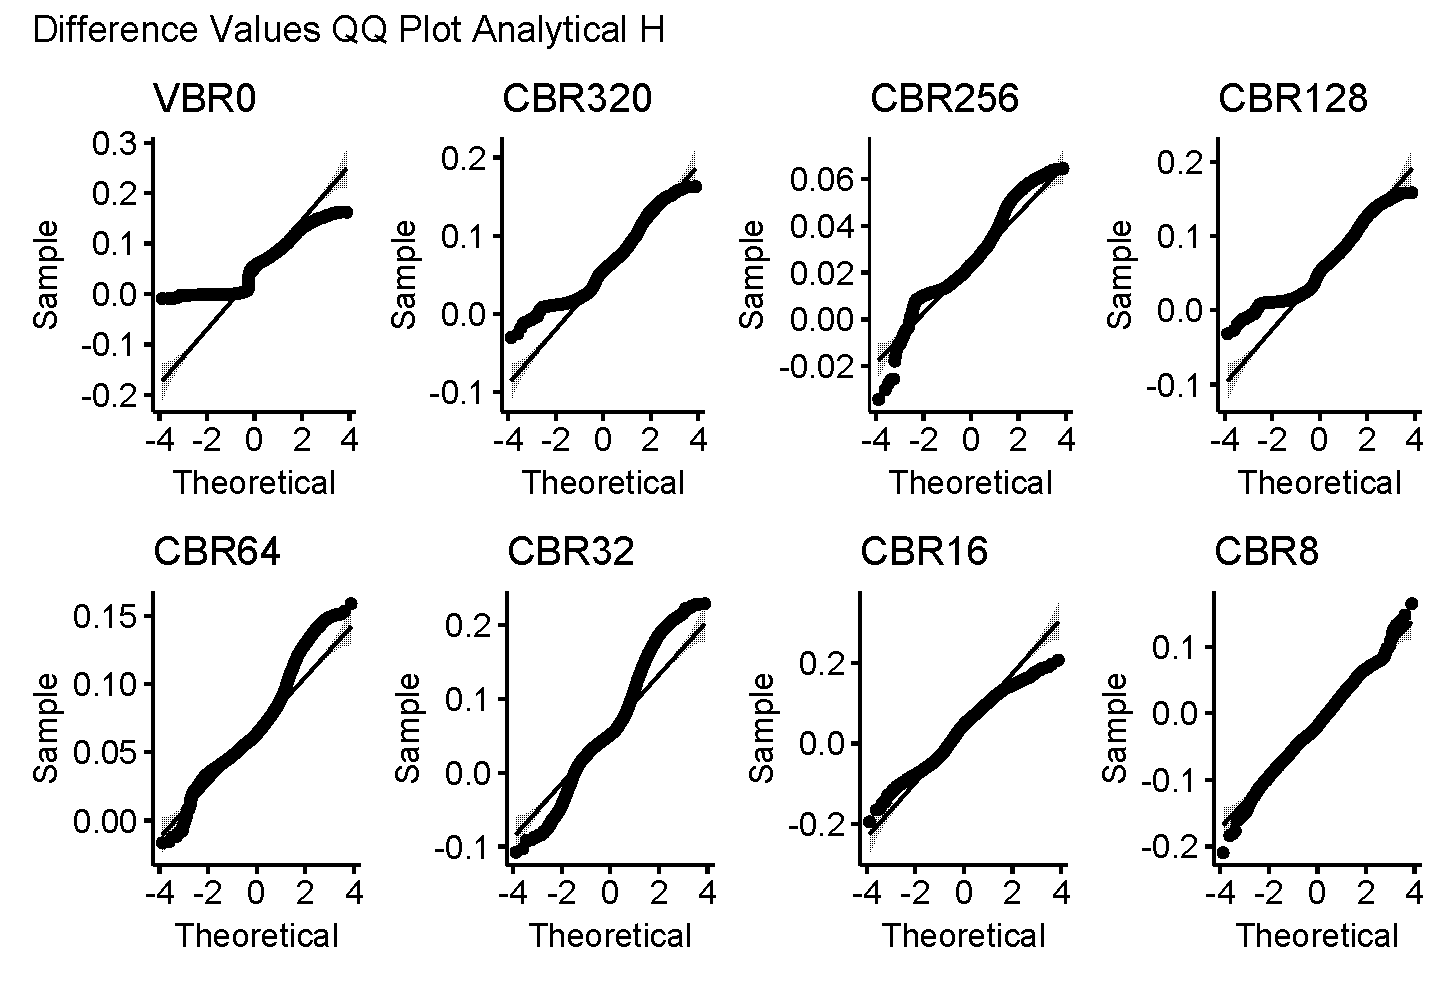 Difference Values QQ Plot Analytical H
VBR0 CBR320 CBR256 CBR128
0.3
0.2
0.1
0.0
-0.1
-0.2
Sample
-4 -2 0 2 4
Theoretical
0.2
0.1
0.0
-0.1
Sample
-4 -2 0 2 4
Theoretical
0.06
0.04
0.02
0.00
-0.02
Sample
-4 -2 0 2 4
Theoretical
0.2
0.1
0.0
-0.1
Sample
-4 -2 0 2 4
Theoretical
CBR64 CBR32 CBR16 CBR8
0.15
0.10
0.05
0.00
Sample
-4 -2 0 2 4
Theoretical
0.2
0.1
0.0
-0.1
Sample
-4 -2 0 2 4
Theoretical
0.2
0.0
-0.2
Sample
-4 -2 0 2 4
Theoretical
0.1
0.0
-0.1
-0.2
Sample
-4 -2 0 2 4
Theoretical